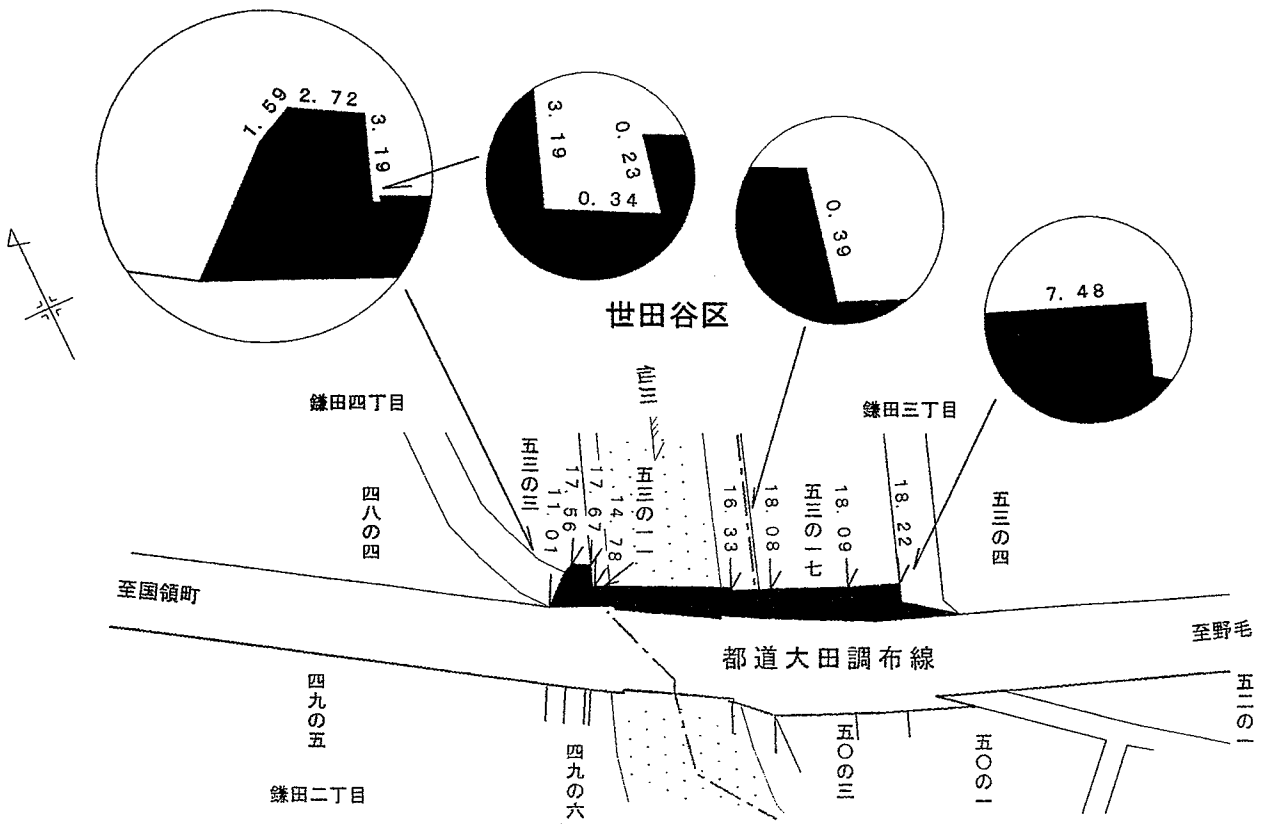 1. 59
2. 72
3. 19
3. 19
0. 23
0. 34
0. 39
7. 48
世田谷区
鎌田四丁目
鎌田三丁目
四八の四
五三の三
11. 01
17. 56
17. 67
14. 78
五三の一一
16. 33
18. 08
五三の一七
18. 09
18. 22
五三の四
至国領町
都道大田調布線
至野毛
四九の五
四九の六
五〇の三
五〇の一
五二の一
鎌田二丁目